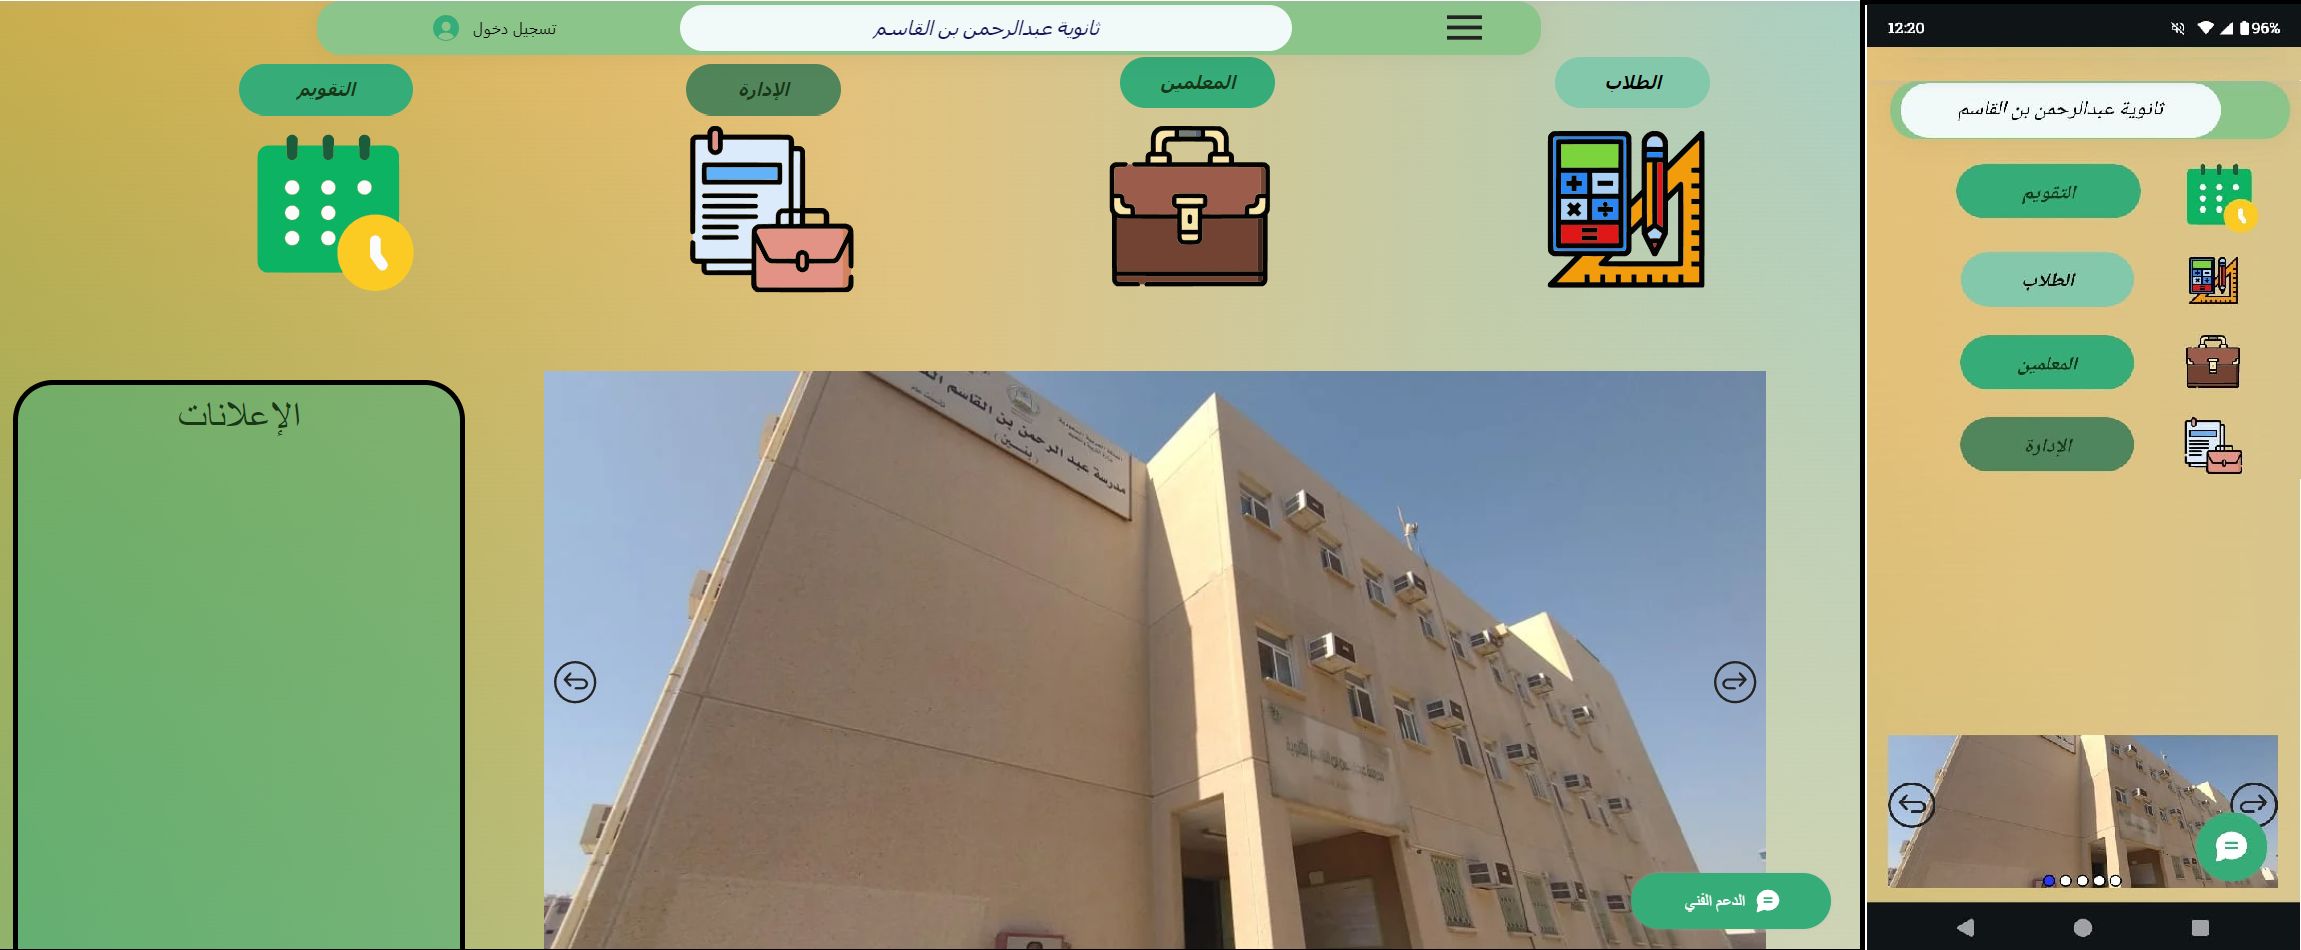 تسجيل دخول
ثانوية عبدالرحمن بن القاسم
الطلاب
المعلمين
الإدارة
التقويم
الإعلانات
مدرسة عبد الرحمن بن القاسم
( بنين )
الدعم الفني
12:20
96%
ثانوية عبدالرحمن بن القاسم
التقويم
الطلاب
المعلمين
الإدارة